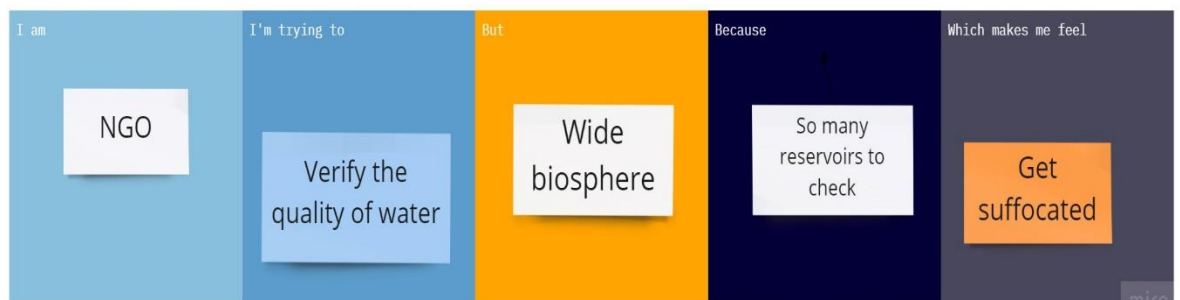 I am
NGO
I'm trying to
Verify the
quality of water
But
Wide
biosphere
Because
So many
reservoirs to
check
Which makes me feel
Get
suffocated
miro